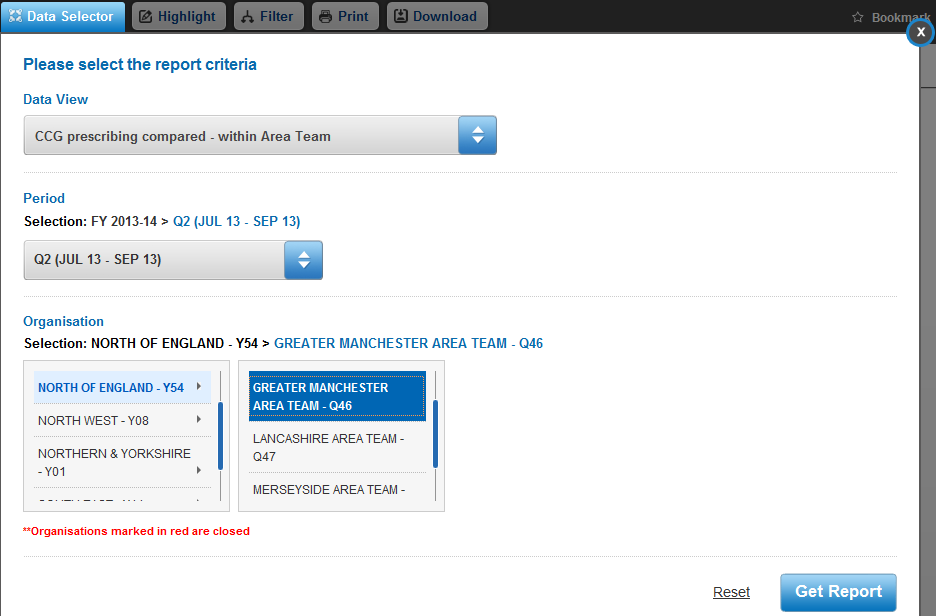 Data Selector Highlight Filter Print Download Bookmark
X
Please select the report criteria
Data View
CCG prescribing compared - within Area Team
Period
Selection: FY 2013-14 > Q2 (JUL 13 - SEP 13)
Q2 (JUL 13 - SEP 13)
Organisation
Selection: NORTH OF ENGLAND - Y54 > GREATER MANCHESTER AREA TEAM - Q46
NORTH OF ENGLAND - Y54
NORTH WEST - Y08
NORTHERN & YORKSHIRE
- Y01
GREATER MANCHESTER
AREA TEAM - Q46
LANCASHIRE AREA TEAM -
Q47
MERSEYSIDE AREA TEAM -
**Organisations marked in red are closed
Reset Get Report